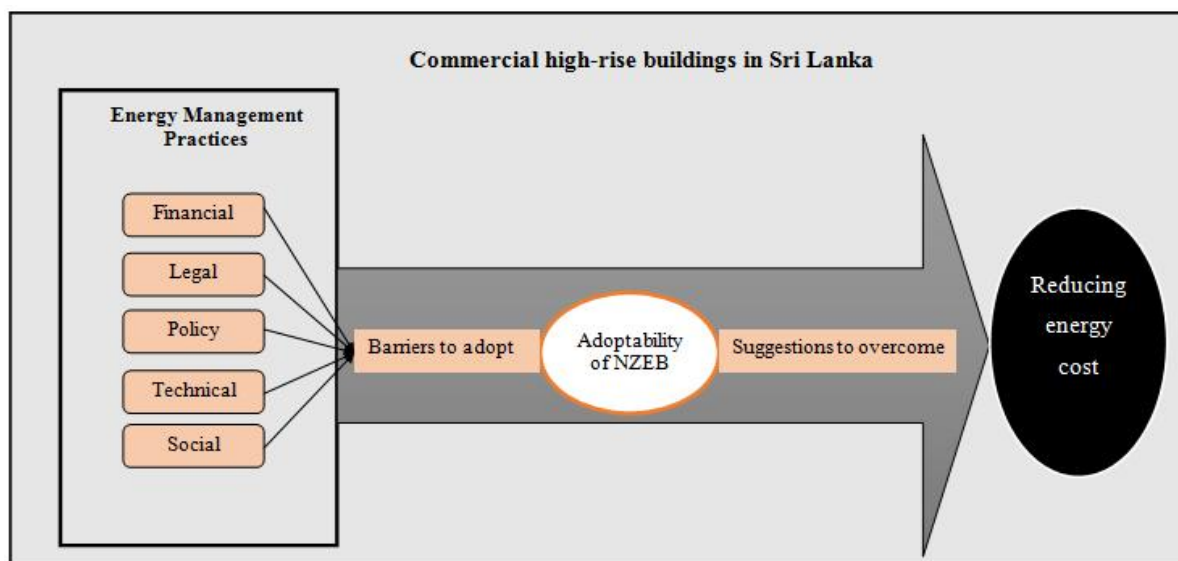 Commercial high-rise buildings in Sri Lanka
Energy Management
Practices
Financial
Legal
Policy
Technical
Social
Barriers to adopt
Adoptability
of NZEB
Suggestions to overcome
Reducing
energy
cost